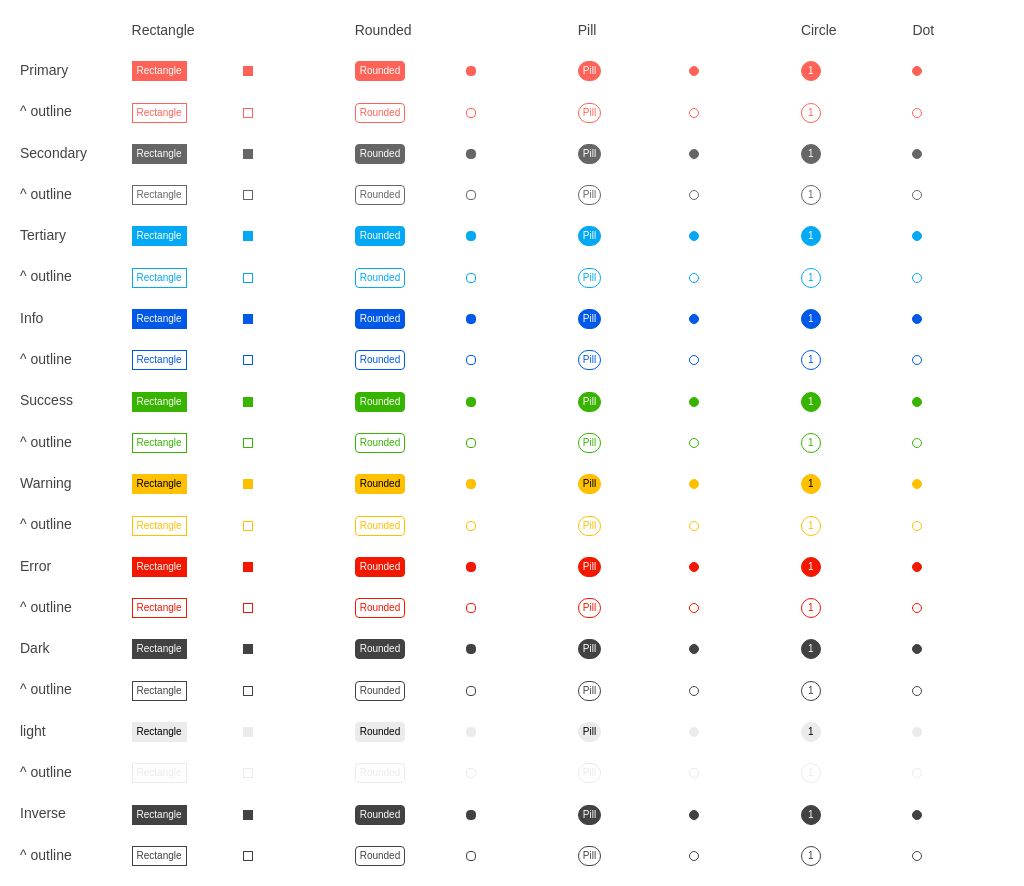 Rectangle Rounded Pill Circle Dot
Primary Rectangle Rounded Pill 1
^ outline Rectangle Rounded Pill 1
Secondary Rectangle Rounded Pill 1
^ outline Rectangle Rounded Pill 1
Tertiary Rectangle Rounded Pill 1
^ outline Rectangle Rounded Pill 1
Info Rectangle Rounded Pill 1
^ outline Rectangle Rounded Pill 1
Success Rectangle Rounded Pill 1
^ outline Rectangle Rounded Pill 1
Warning Rectangle Rounded Pill 1
^ outline Rectangle Rounded Pill 1
Error Rectangle Rounded Pill 1
^ outline Rectangle Rounded Pill 1
Dark Rectangle Rounded Pill 1
^ outline Rectangle Rounded Pill 1
light Rectangle Rounded Pill 1
^ outline Rectangle Rounded Pill 1
Inverse Rectangle Rounded Pill 1
^ outline Rectangle Rounded Pill 1